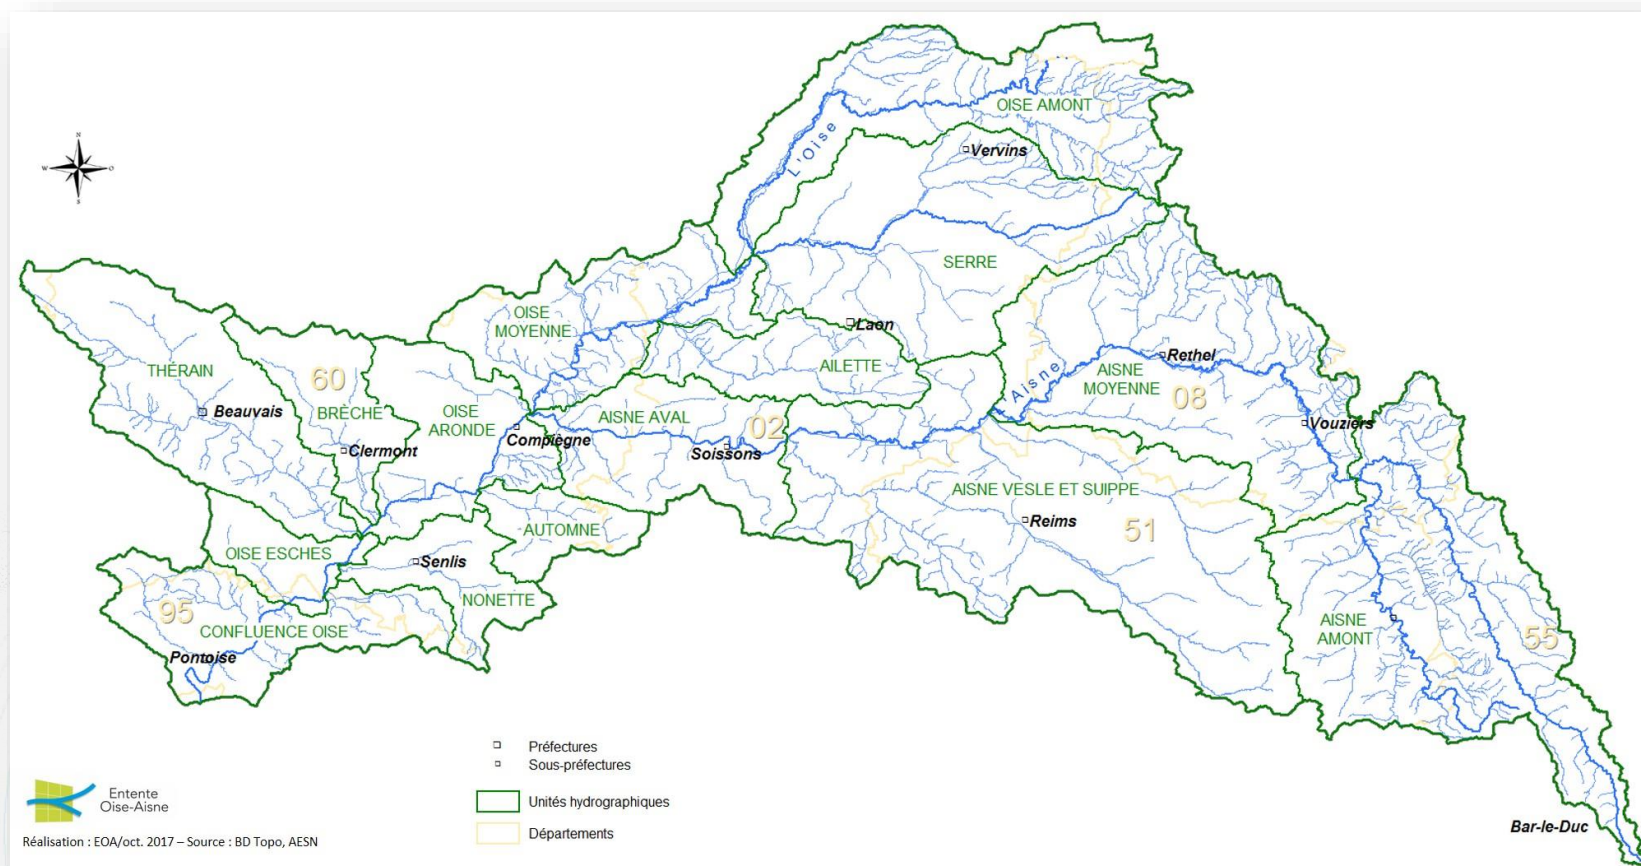 N
W
O
S
OISE AMONT
Vervins
L'Oise
SERRE
OISE
MOYENNE
Laon
AILETTE
Rethel
AISNE
MOYENNE
L'Aisne
08
THÉRAIN
60
BRÈCHE
Beauvais
Clermont
OISE
ARONDE
Compiègne
AISNE AVAL
02
Soissons
Vouziers
AISNE VESLE ET SUIPPE
Reims
51
AUTOMNE
OISE ESCHES
Senlis
NONETTE
95
CONFLUENCE OISE
Pontoise
AISNE
AMONT
55
Bar-le-Duc
Préfectures
Sous-préfectures
Unités hydrographiques
Départements
Entente
Oise-Aisne
Réalisation : EOA/oct. 2017 – Source : BD Topo, AESN